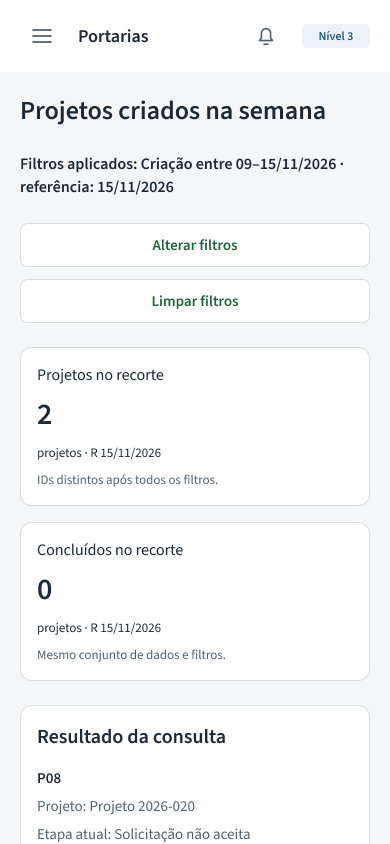 Portarias
Nível 3
Projetos criados na semana
Filtros aplicados: Criação entre 09–15/11/2026 ·
referência: 15/11/2026
Alterar filtros
Limpar filtros
Projetos no recorte
2
projetos · R 15/11/2026
IDs distintos após todos os filtros.
Concluídos no recorte
0
projetos · R 15/11/2026
Mesmo conjunto de dados e filtros.
Resultado da consulta
P08
Projeto: Projeto 2026-020
Etapa atual: Solicitação não aceita